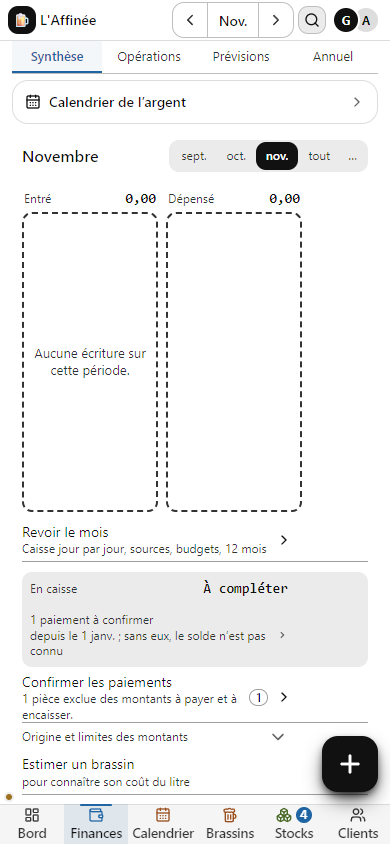 L'Affinée
Nov.
G
A
Synthèse
Opérations
Prévisions
Annuel
Calendrier de l'argent
Novembre
sept.
oct.
nov.
tout
...
Entré
0,00
Dépensé
0,00
Aucune écriture sur
cette période.
Revoir le mois
Caisse jour par jour, sources, budgets, 12 mois
En caisse
À compléter
1 paiement à confirmer
depuis le 1 janv. ; sans eux, le solde n'est pas
connu
Confirmer les paiements
1 pièce exclue des montants à payer et à
encaisser.
1
Origine et limites des montants
Estimer un brassin
pour connaître son coût du litre
Bord
Finances
Calendrier
Brassins
Stocks
4
Clients